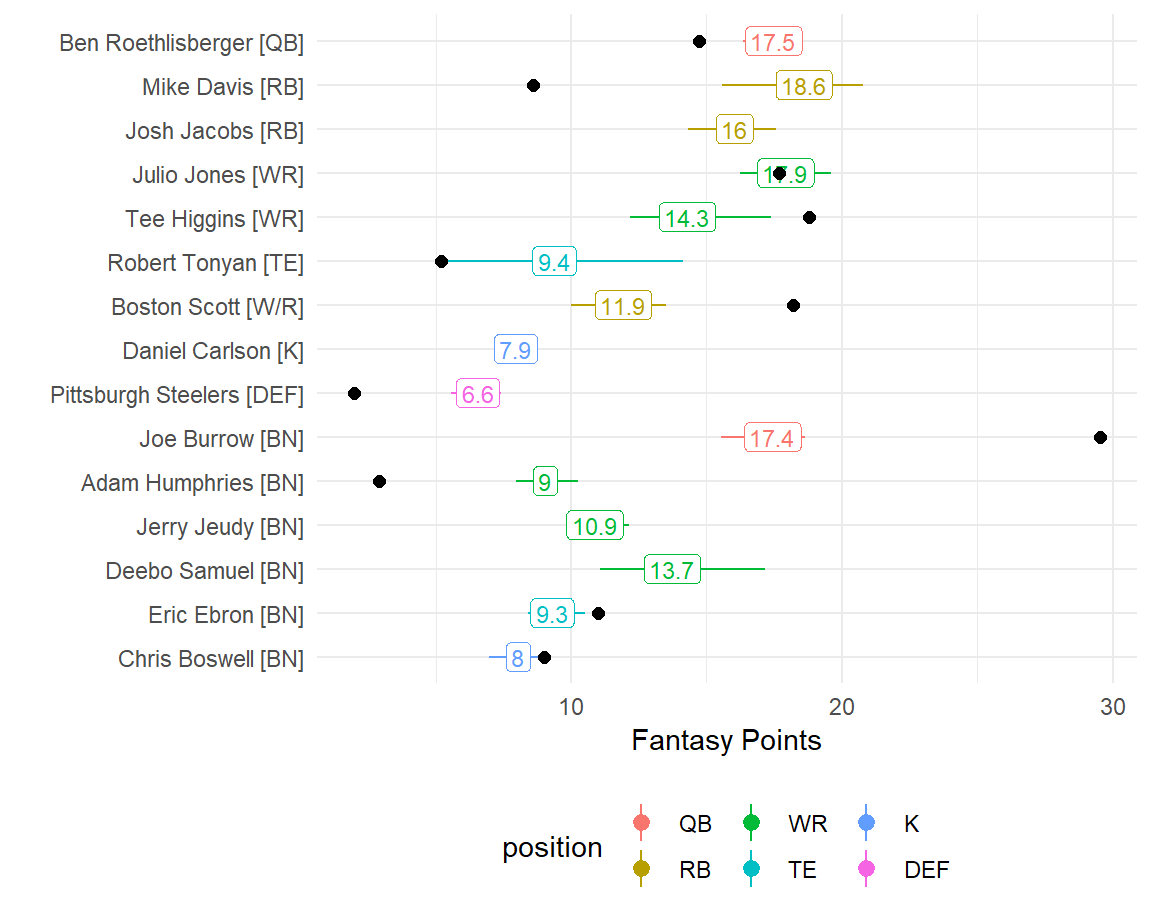 Ben Roethlisberger [QB] 17.5
Mike Davis [RB] 18.6
Josh Jacobs [RB] 16
Julio Jones [WR] 17.9
Tee Higgins [WR] 14.3
Robert Tonyan [TE] 9.4
Boston Scott [W/R] 11.9
Daniel Carlson [K] 7.9
Pittsburgh Steelers [DEF] 6.6
Joe Burrow [BN] 17.4
Adam Humphries [BN] 9
Jerry Jeudy [BN] 10.9
Deebo Samuel [BN] 13.7
Eric Ebron [BN] 9.3
Chris Boswell [BN] 8
10 20 30
Fantasy Points
position
QB WR K
RB TE DEF